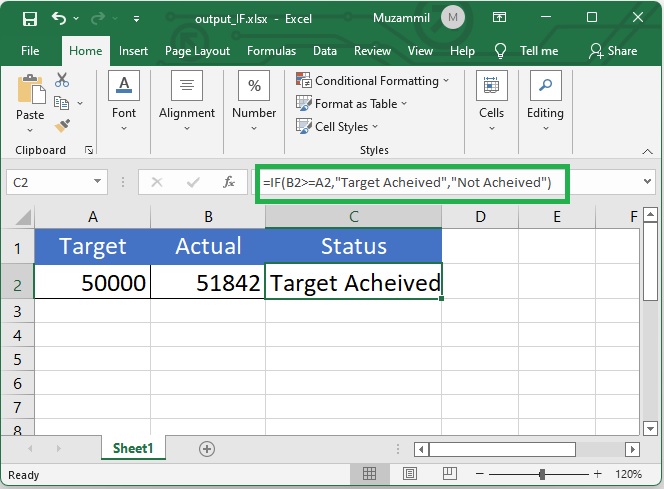 output_IF.xlsx - Excel Muzammil M
File Home Insert Page Layout Formulas Data Muzammil View Help Tell me Share
Paste
Clipboard
A
Font
Alignment
%
Number
Conditional Formatting
Format as Table
Cell Styles
Styles
Cells
Editing
C2 fx =IF(B2>=A2,"Target Acheived","Not Acheived")
A B C D E F
1 Target Actual Status
2 50000 51842 Target Acheived
3
4
5
6
7
8
Sheet1
Ready 120%